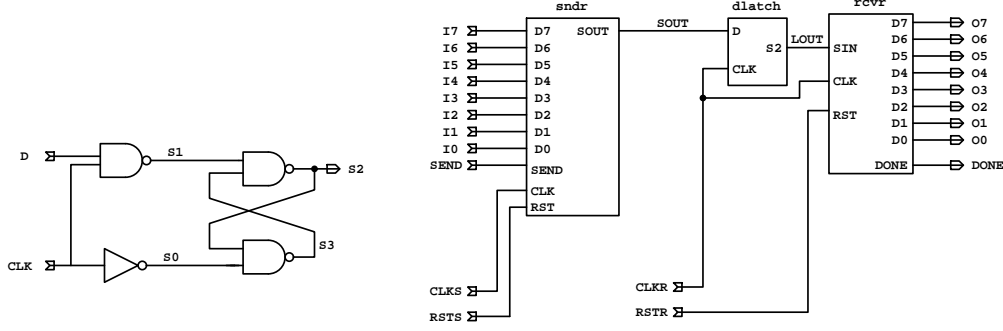 D
CLK
S1
S0
S2
S3
sndr
I7
I6
I5
I4
I3
I2
I1
I0
SEND
D7
D6
D5
D4
D3
D2
D1
D0
SEND
CLK
RST
SOUT
SOUT
CLKS
RSTS
dlatch
D
S2
CLK
LOUT
CLKR
RSTR
rcvr
SIN
CLK
RST
D7
D6
D5
D4
D3
D2
D1
D0
DONE
O7
O6
O5
O4
O3
O2
O1
O0
DONE